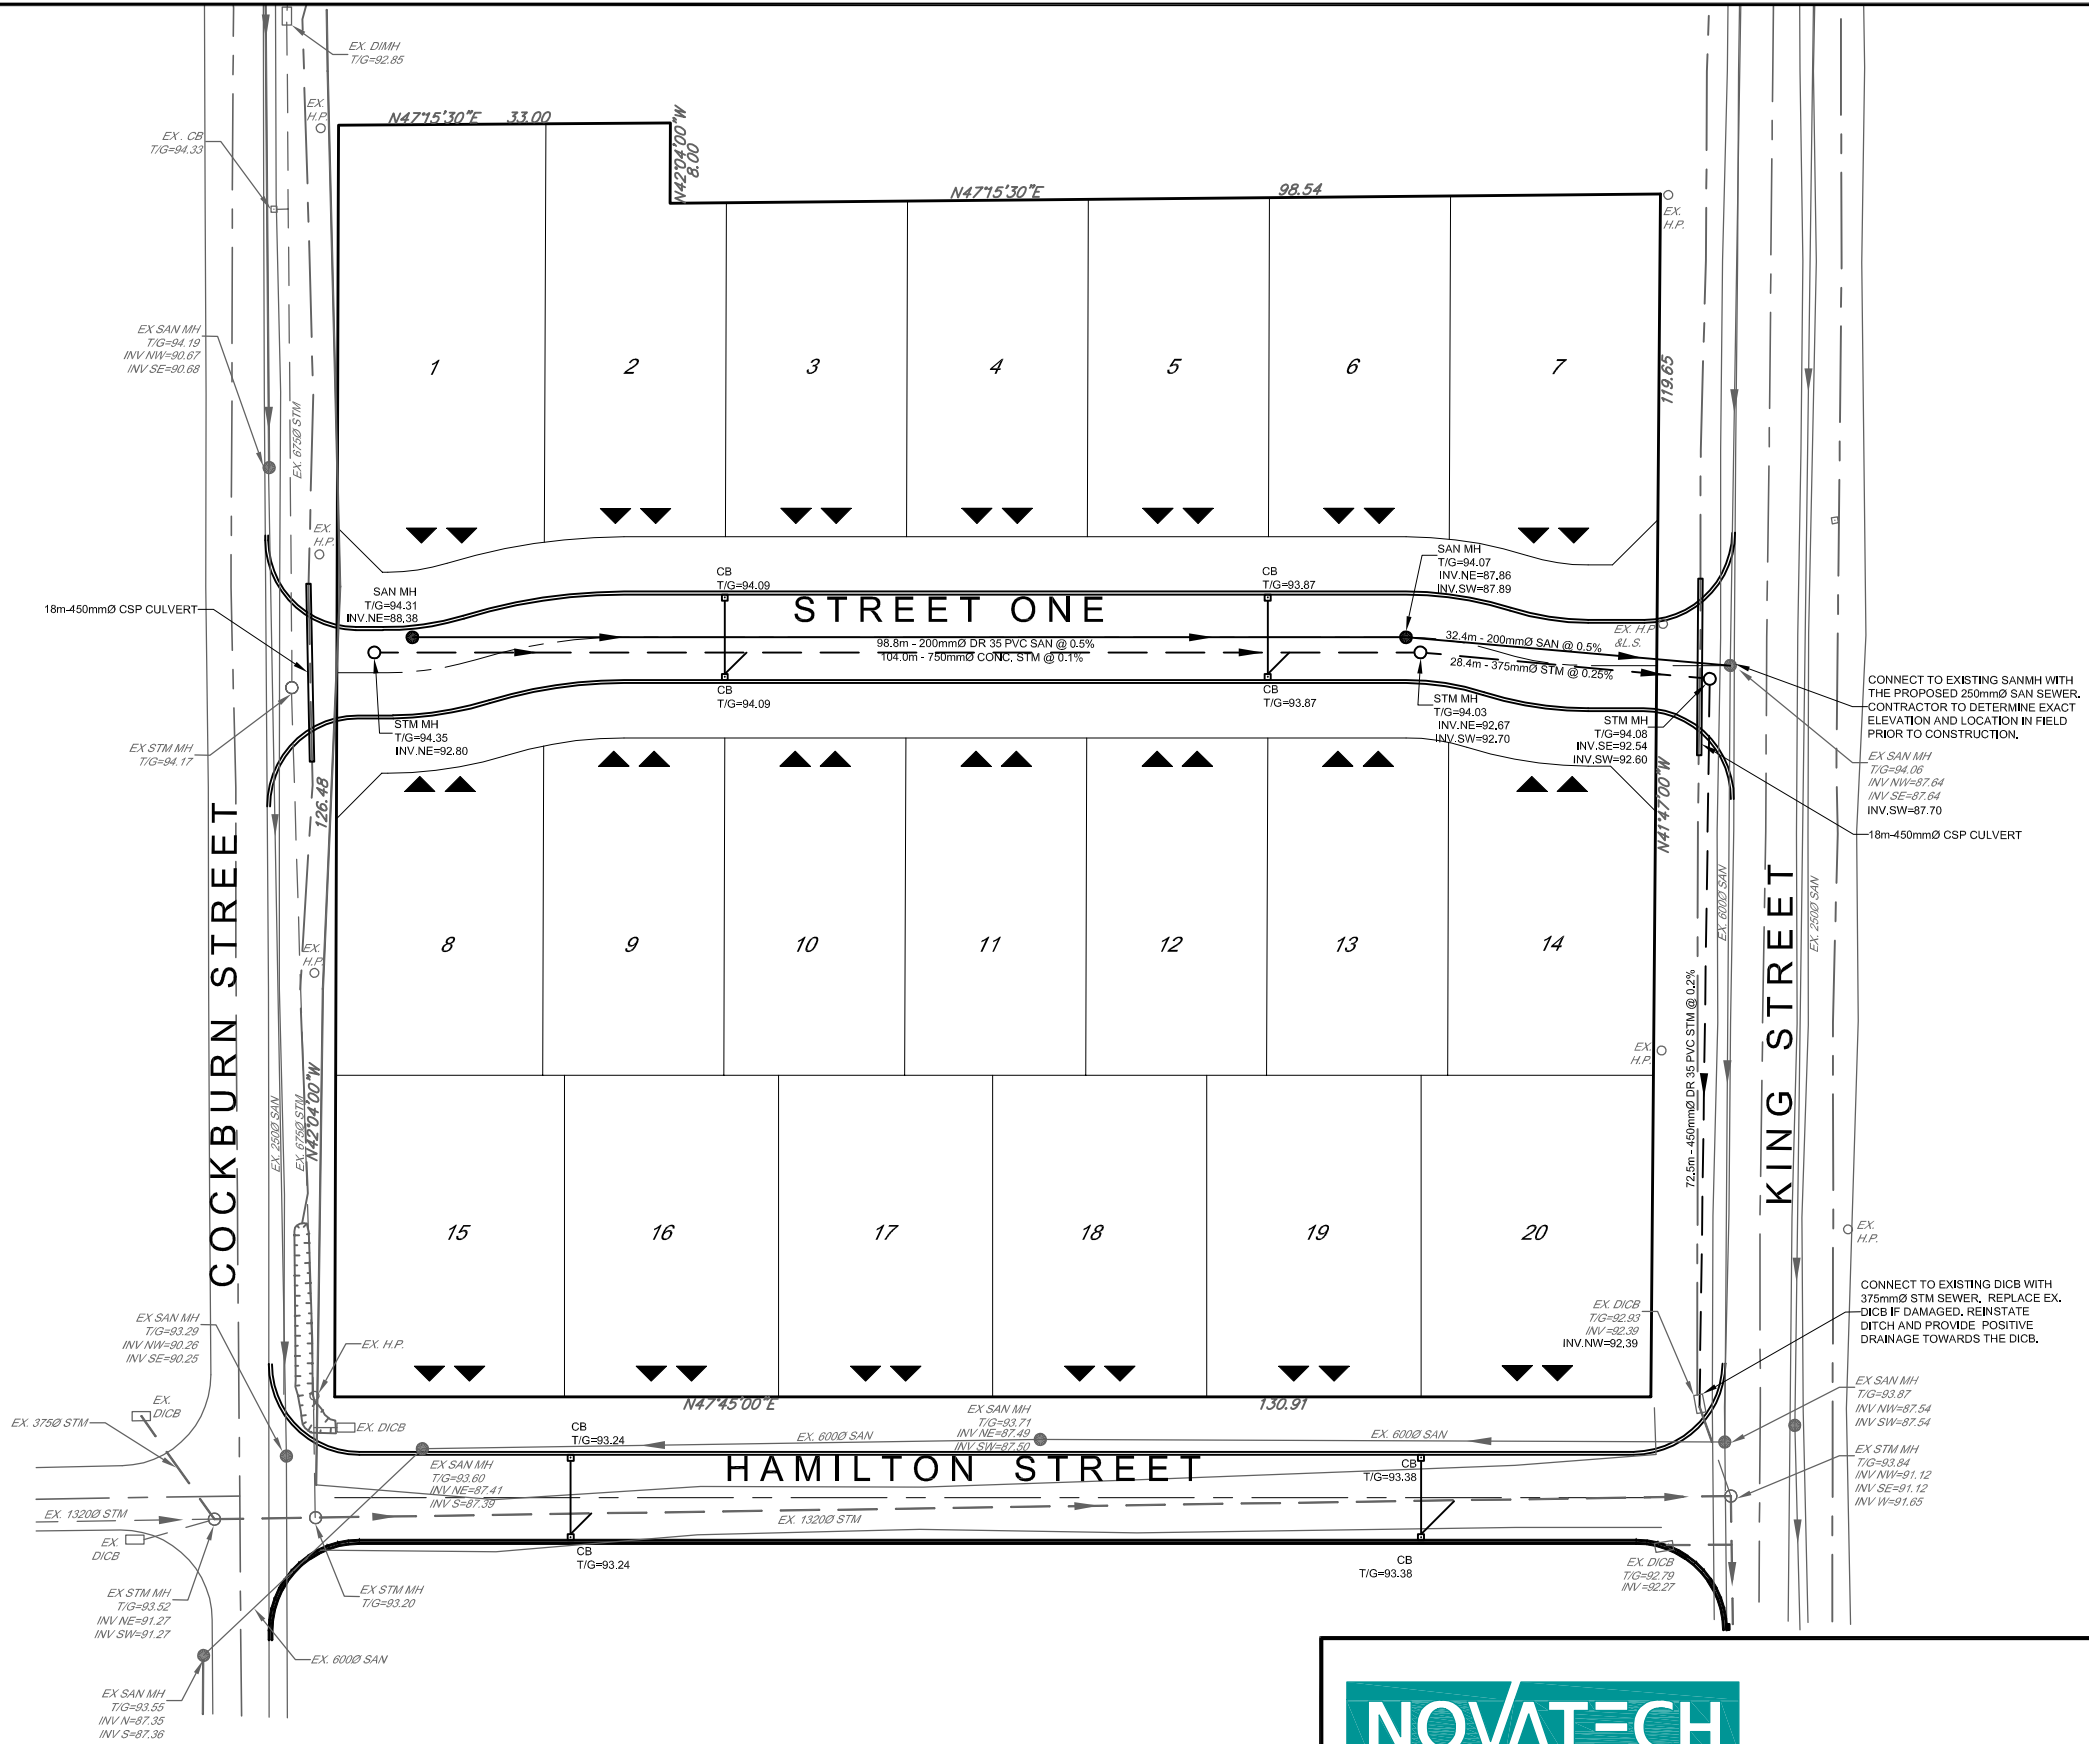 EX. DIMH
T/G=92.85
EX.
H.P.
EX . CB
T/G=94.33
N47°15'30"E 33.00
N42°04'00"W
8.00
N47°15'30"E 98.54
EX.
H.P.
EX SAN MH
T/G=94.19
INV NW=90.67
INV SE=90.68
EX. 675Ø STM
1
2
3
4
5
6
7
119.65
EX.
H.P.
18m-450mmØ CSP CULVERT
SAN MH
T/G=94.31
INV.NE=88.38
CB
T/G=94.09
STREET ONE
CB
T/G=93.87
SAN MH
T/G=94.07
INV.NE=87.86
INV.SW=87.89
98.8m - 200mmØ DR 35 PVC SAN @ 0.5%
104.0m - 750mmØ CONC. STM @ 0.1%
EX. H.P.
&L.S.
32.4m - 200mmØ SAN @ 0.5%
28.4m - 375mmØ STM @ 0.25%
CB
T/G=94.09
CB
T/G=93.87
STM MH
T/G=94.35
INV.NE=92.80
STM MH
T/G=94.03
INV.NE=92.67
INV.SW=92.70
STM MH
T/G=94.08
INV.SE=92.54
INV.SW=92.60
CONNECT TO EXISTING SANMH WITH
THE PROPOSED 250mmØ SAN SEWER.
CONTRACTOR TO DETERMINE EXACT
ELEVATION AND LOCATION IN FIELD
PRIOR TO CONSTRUCTION.
EX STM MH
T/G=94.17
EX SAN MH
T/G=94.06
INV NW=87.64
INV SE=87.64
INV.SW=87.70
18m-450mmØ CSP CULVERT
126.48
N41°47'00"W
COCKBURN STREET
EX.
H.P.
8
9
10
11
12
13
14
EX. 600Ø SAN
EX. 250Ø SAN
KING STREET
72.5m - 450mmØ DR 35 PVC STM @ 0.2%
EX.
H.P.
EX. 250Ø SAN
EX. 675Ø STM
N42°04'00"W
15
16
17
18
19
20
EX.
H.P.
CONNECT TO EXISTING DICB WITH
375mmØ STM SEWER. REPLACE EX.
DICB IF DAMAGED. REINSTATE
DITCH AND PROVIDE POSITIVE
DRAINAGE TOWARDS THE DICB.
EX. DICB
T/G=92.93
INV =92.39
INV.NW=92.39
EX SAN MH
T/G=93.29
INV NW=90.26
INV SE=90.25
EX. H.P.
N47°45'00"E 130.91
EX SAN MH
T/G=93.87
INV NW=87.54
INV SW=87.54
EX. 375Ø STM
EX.
DICB
EX. DICB
CB
T/G=93.24
EX. 600Ø SAN
EX SAN MH
T/G=93.71
INV NE=87.49
INV SW=87.50
EX. 600Ø SAN
EX SAN MH
T/G=93.60
INV NE=87.41
INV S=87.39
HAMILTON STREET
CB
T/G=93.38
EX STM MH
T/G=93.84
INV NW=91.12
INV SE=91.12
INV W=91.65
EX. 1320Ø STM
EX. 1320Ø STM
EX.
DICB
CB
T/G=93.24
CB
T/G=93.38
EX. DICB
T/G=92.79
INV =92.27
EX STM MH
T/G=93.52
INV NE=91.27
INV SW=91.27
EX STM MH
T/G=93.20
EX. 600Ø SAN
EX SAN MH
T/G=93.55
INV N=87.35
INV S=87.36
NOVATECH